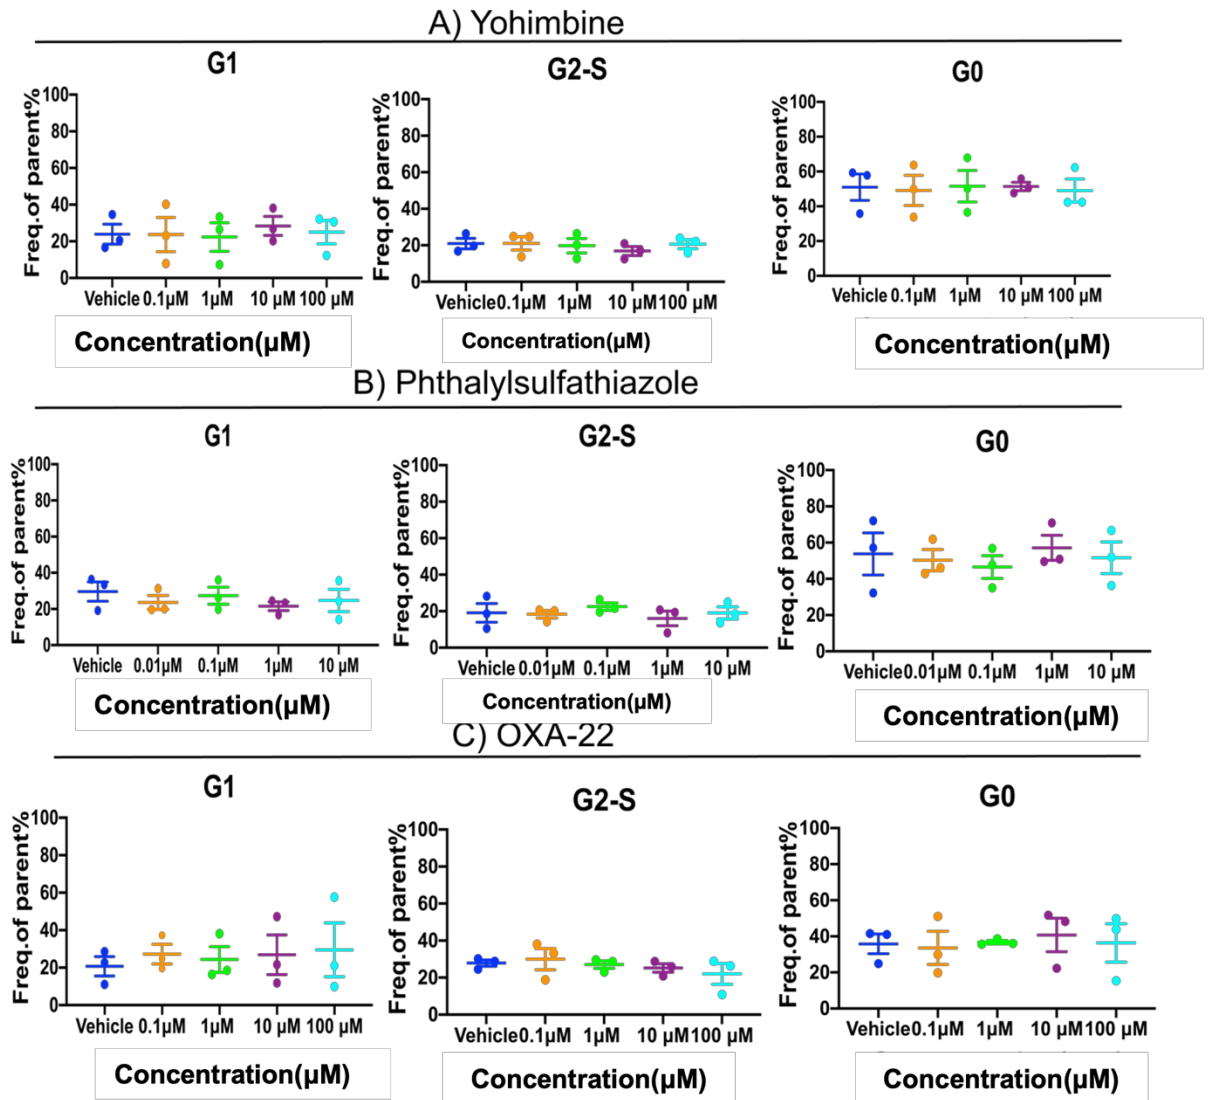 A) Yohimbine
G1
G2-S
G0
Freq.of parent%
100
80
60
40
20
0
Vehicle 0.1µM 1µM 10 µM 100 µM
Concentration(µM)
Freq.of parent%
100
80
60
40
20
0
Vehicle 0.1µM 1µM 10 µM 100 µM
Concentration(µM)
Freq.of parent%
100
80
60
40
20
0
Vehicle 0.1µM 1µM 10 µM 100 µM
Concentration(µM)
B) Phthalylsulfathiazole
G1
G2-S
G0
Freq.of parent%
100
80
60
40
20
0
Vehicle 0.01µM 0.1µM 1µM 10 µM
Concentration(µM)
Freq.of parent%
100
80
60
40
20
0
Vehicle 0.01µM 0.1µM 1µM 10 µM
Concentration(µM)
Freq.of parent%
100
80
60
40
20
0
Vehicle 0.01µM 0.1µM 1µM 10 µM
Concentration(µM)
C) OXA-22
G1
G2-S
G0
Freq.of parent%
100
80
60
40
20
0
Vehicle 0.1µM 1µM 10 µM 100 µM
Concentration(µM)
Freq.of parent%
100
80
60
40
20
0
Vehicle 0.1µM 1µM 10 µM 100 µM
Concentration(µM)
Freq.of parent%
100
80
60
40
20
0
Vehicle 0.1µM 1µM 10 µM 100 µM
Concentration(µM)